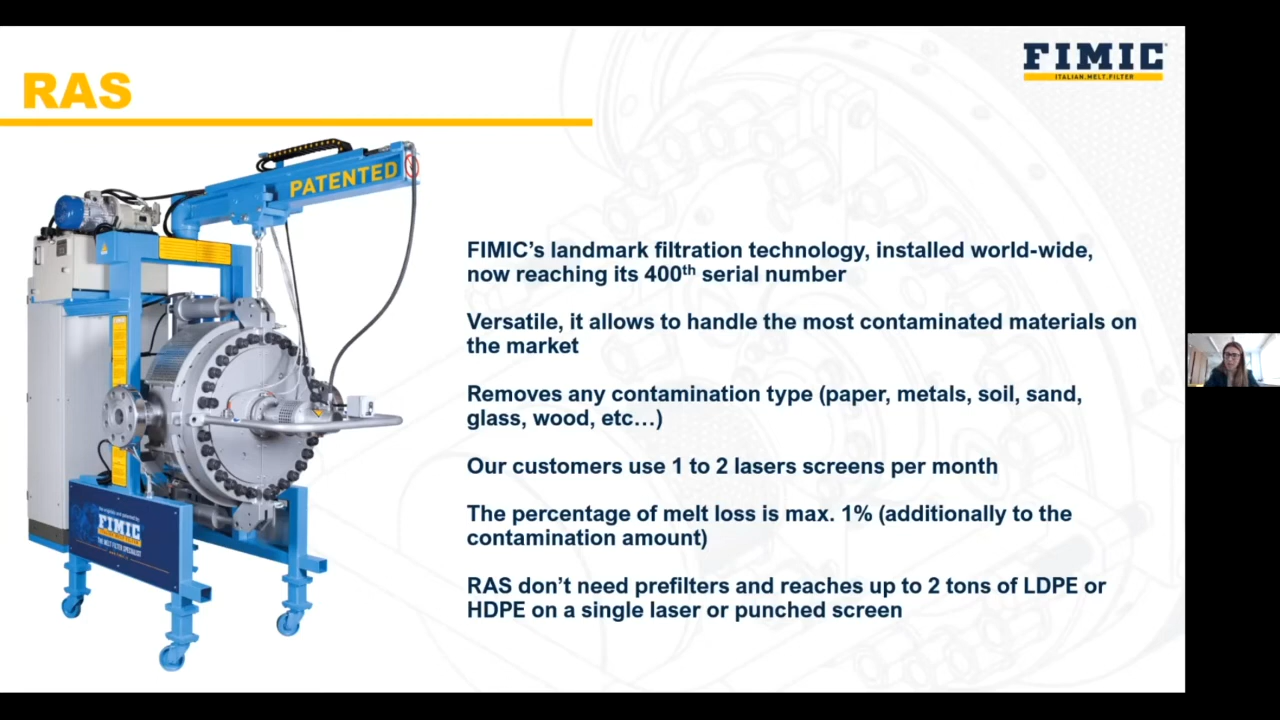 RAS
FIMIC
ITALIAN.MELT.FILTER
PATENTED
FIMIC's landmark filtration technology, installed world-wide,
now reaching its 400th serial number
Versatile, it allows to handle the most contaminated materials on
the market
Removes any contamination type (paper, metals, soil, sand,
glass, wood, etc…)
Our customers use 1 to 2 lasers screens per month
The percentage of melt loss is max. 1% (additionally to the
contamination amount)
RAS don't need prefilters and reaches up to 2 tons of LDPE or
HDPE on a single laser or punched screen
FIMIC
ITALIAN.MELT.FILTER
THE MELT FILTER SPECIALIST